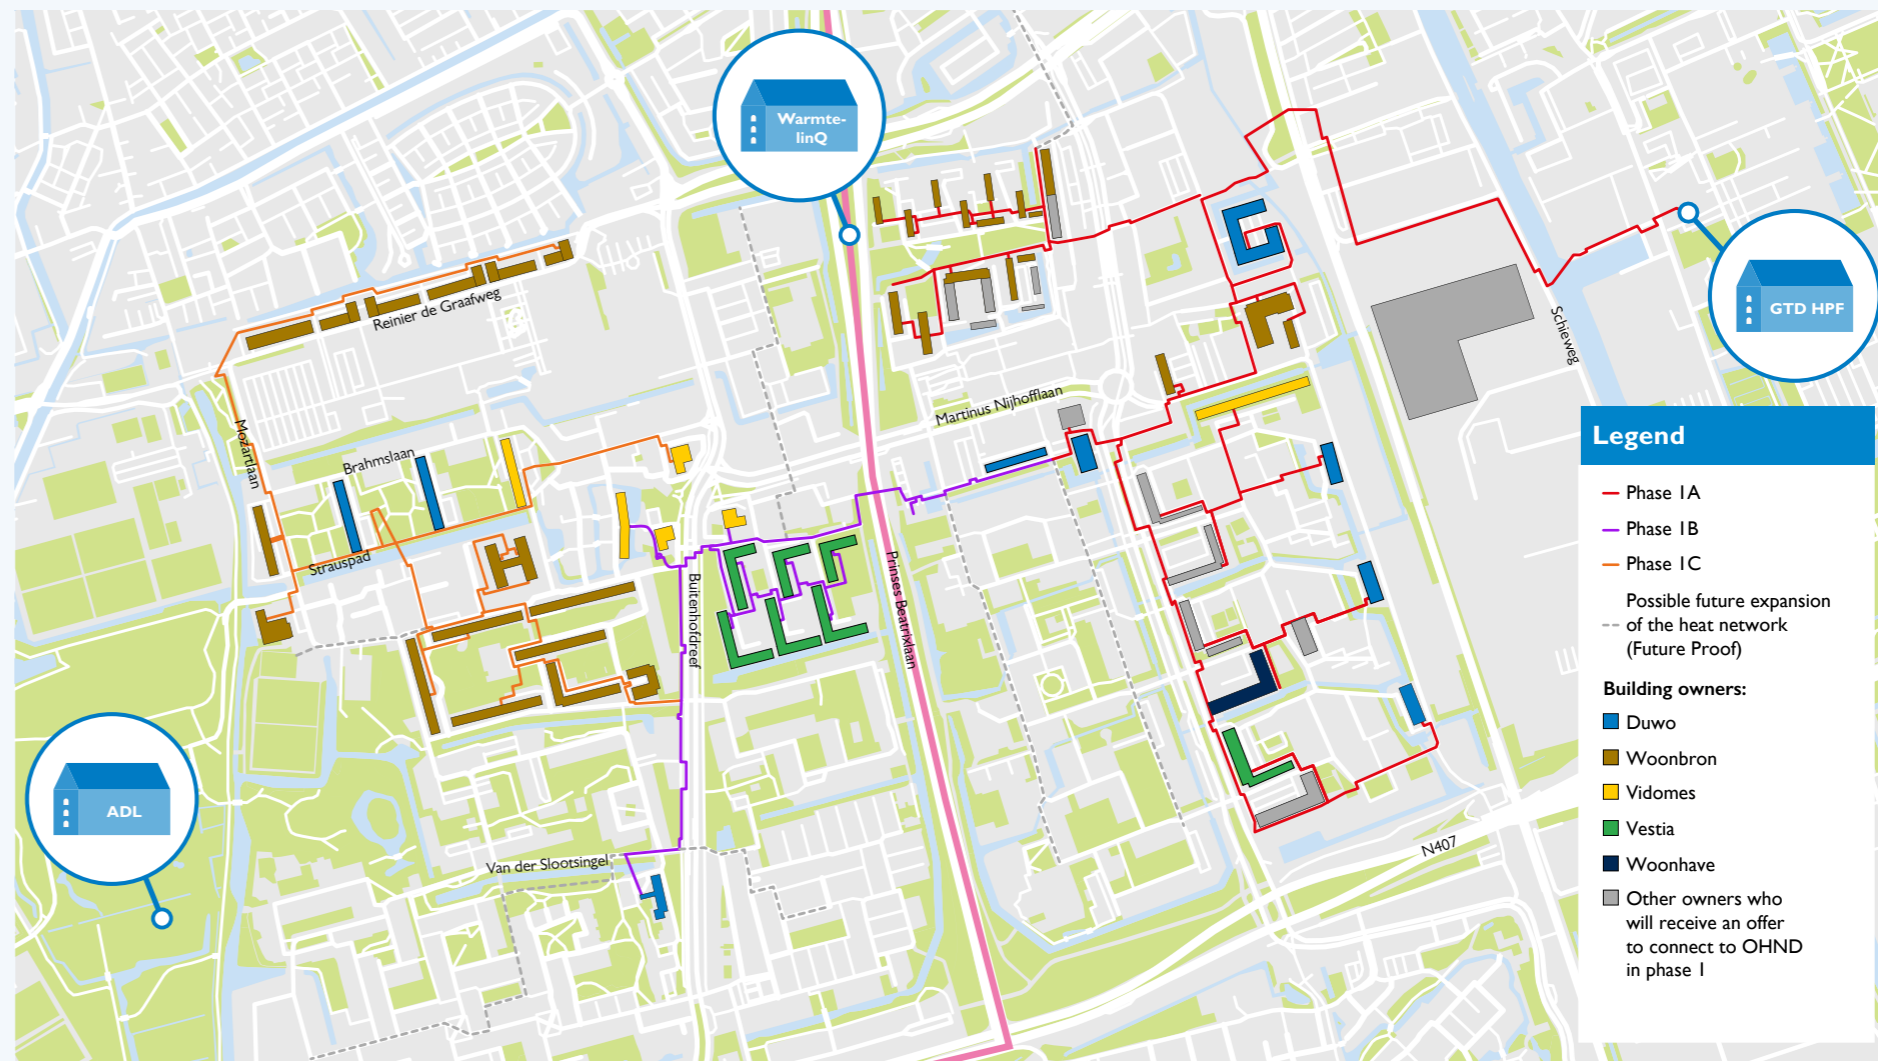 Warmte-
linQ
GTD HPF
Schieweg
Reinier de Graafweg
Martinus Nijhofflaan
Mozartlaan
Brahmslaan
Strauspad
Buitenhofdreef
Prinses Beatrixlaan
ADL
Van der Slootsingel
N407
Legend
Phase 1A
Phase 1B
Phase 1C
Possible future expansion
of the heat network
(Future Proof)
Building owners:
Duwo
Woonbron
Vidomes
Vestia
Woonhave
Other owners who
will receive an offer
to connect to OHND
in phase 1